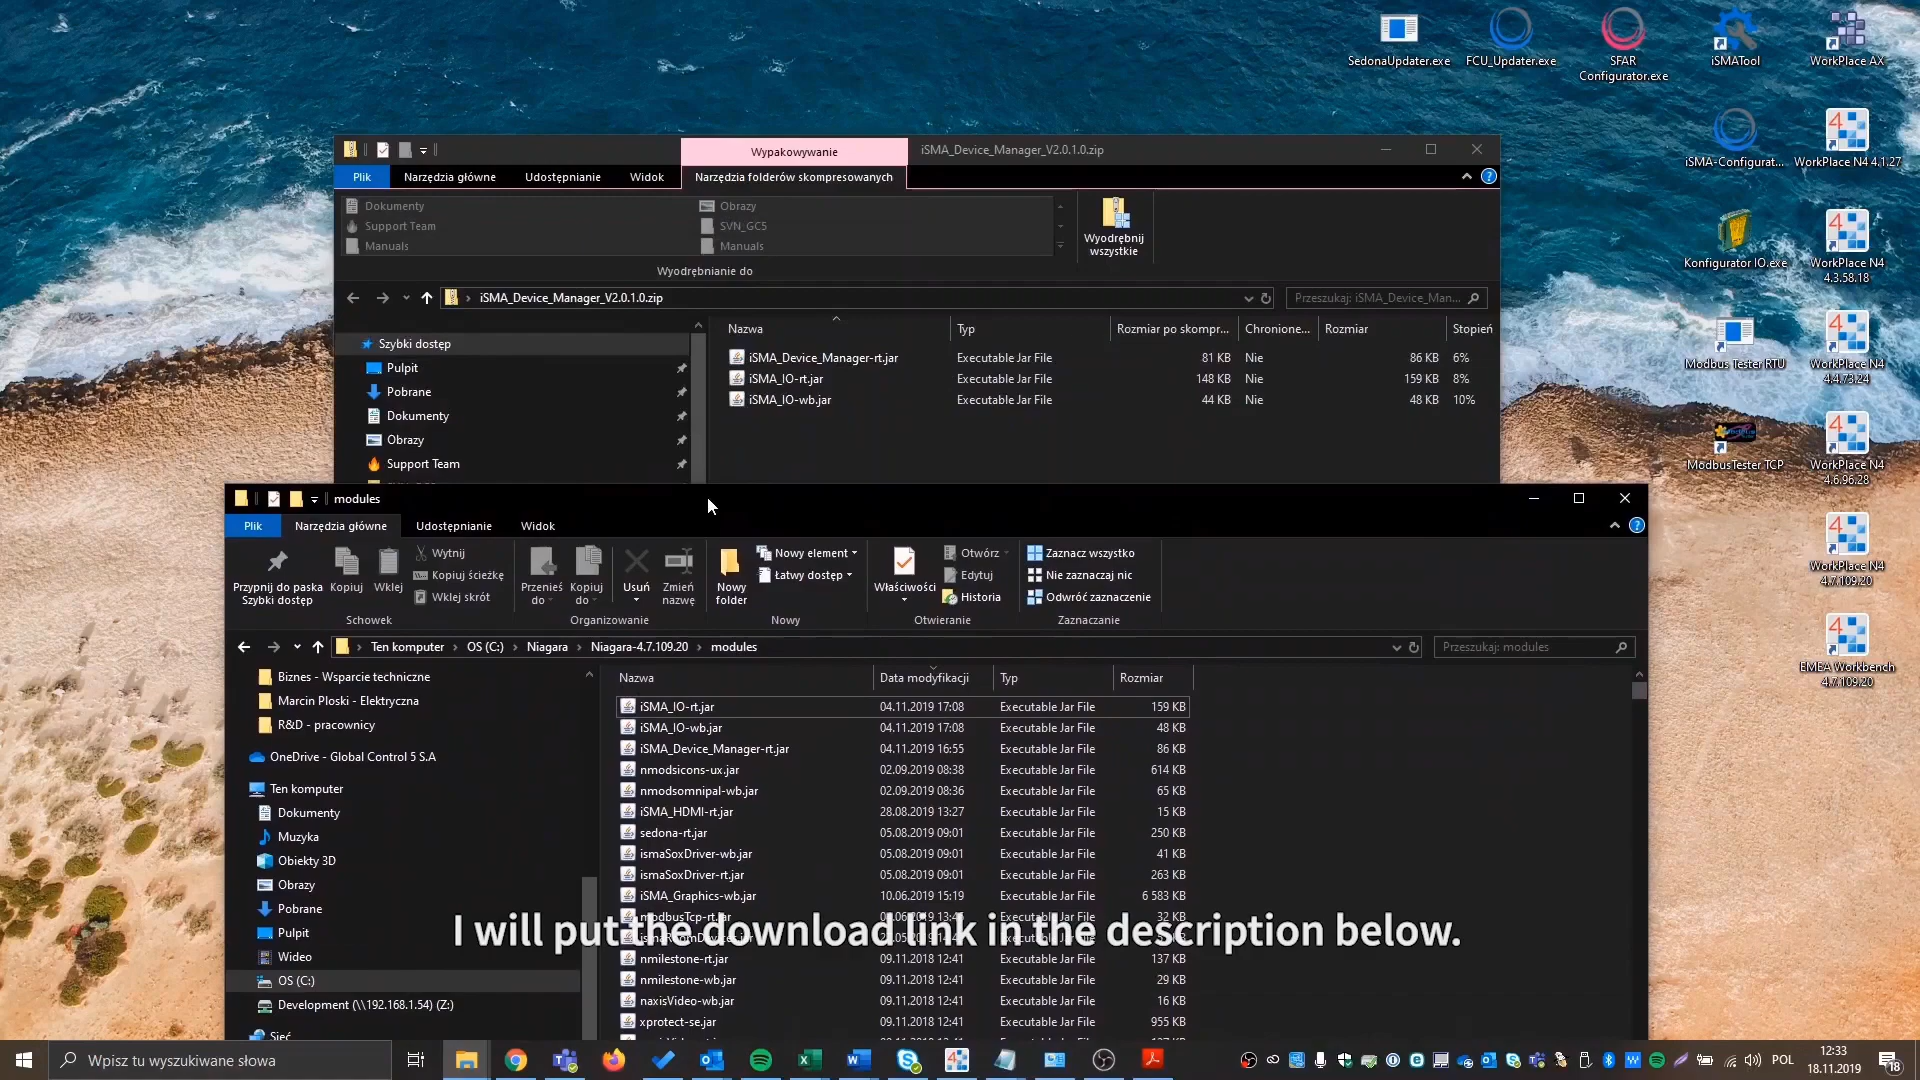 SedonaUpdater.exe
FCU_Updater.exe
SFAR
Configurator.exe
iSMATool
WorkPlace AX
iSMA-Configurat...
WorkPlace N4 4.1.27
Konfigurator IO.exe
WorkPlace N4
4.3.58.18
Modbus Tester RTU
WorkPlace N4
4.4.73.24
ModbusTester TCP
WorkPlace N4
4.6.96.28
WorkPlace N4
4.7.109.20
EMEA Workbench
4.7.109.20
Wypakowywanie
iSMA_Device_Manager_V2.0.1.0.zip
Plik
Narzędzia główne
Udostępnianie
Widok
Narzędzia folderów skompresowanych
Dokumenty
Obrazy
Support Team
SVN_GC5
Manuals
Manuals
Wyodrębnij
wszystkie
Wyodrębnianie do
iSMA_Device_Manager_V2.0.1.0.zip
Przeszukaj: iSMA_Device_Man...
Szybki dostęp
Pulpit
Pobrane
Dokumenty
Obrazy
Support Team
Nazwa Typ Rozmiar po skompr... Chronione... Rozmiar Stopień
iSMA_Device_Manager-rt.jar Executable Jar File 81 KB Nie 86 KB 6%
iSMA_IO-rt.jar Executable Jar File 148 KB Nie 159 KB 8%
iSMA_IO-wb.jar Executable Jar File 44 KB Nie 48 KB 10%
modules
Plik
Narzędzia główne
Udostępnianie
Widok
Przypnij do paska
Szybki dostęp
Kopiuj
Wklej
Wytnij
Kopiuj ścieżkę
Wklej skrót
Schowek
Przenieś
do
Kopiuj
do
Usuń
Zmień
nazwę
Organizowanie
Nowy
folder
Nowy element
Łatwy dostęp
Nowy
Właściwości
Otwórz
Edytuj
Historia
Otwieranie
Zaznacz wszystko
Nie zaznaczaj nic
Odwróć zaznaczenie
Zaznaczanie
Ten komputer
OS (C:)
Niagara
Niagara-4.7.109.20
modules
Przeszukaj: modules
Biznes - Wsparcie techniczne
Marcin Ploski - Elektryczna
R&D - pracownicy
OneDrive - Global Control 5 S.A
Ten komputer
Dokumenty
Muzyka
Obiekty 3D
Obrazy
Pobrane
Pulpit
Wideo
OS (C:)
Development (\\192.168.1.54) (Z:)
Sieć
Nazwa Data modyfikacji Typ Rozmiar
iSMA_IO-rt.jar 04.11.2019 17:08 Executable Jar File 159 KB
iSMA_IO-wb.jar 04.11.2019 17:08 Executable Jar File 48 KB
iSMA_Device_Manager-rt.jar 04.11.2019 16:55 Executable Jar File 86 KB
nmodsicons-ux.jar 02.09.2019 08:38 Executable Jar File 614 KB
nmodsomnipal-wb.jar 02.09.2019 08:36 Executable Jar File 65 KB
iSMA_HDMI-rt.jar 28.08.2019 13:27 Executable Jar File 15 KB
sedona-rt.jar 05.08.2019 09:01 Executable Jar File 250 KB
ismaSoxDriver-wb.jar 05.08.2019 09:01 Executable Jar File 41 KB
ismaSoxDriver-rt.jar 05.08.2019 09:01 Executable Jar File 263 KB
iSMA_Graphics-wb.jar 10.06.2019 15:19 Executable Jar File 6 583 KB
modbusTcp-rt.jar Executable Jar File 32 KB
I will put the download link in the description below.
nmilestone-rt.jar 09.11.2018 12:41 Executable Jar File 137 KB
nmilestone-wb.jar 09.11.2018 12:41 Executable Jar File 29 KB
naxisVideo-wb.jar 09.11.2018 12:41 Executable Jar File 16 KB
xprotect-se.jar 09.11.2018 12:41 Executable Jar File 955 KB
Wpisz tu wyszukiwane słowa
POL
12:33
18.11.2019
18